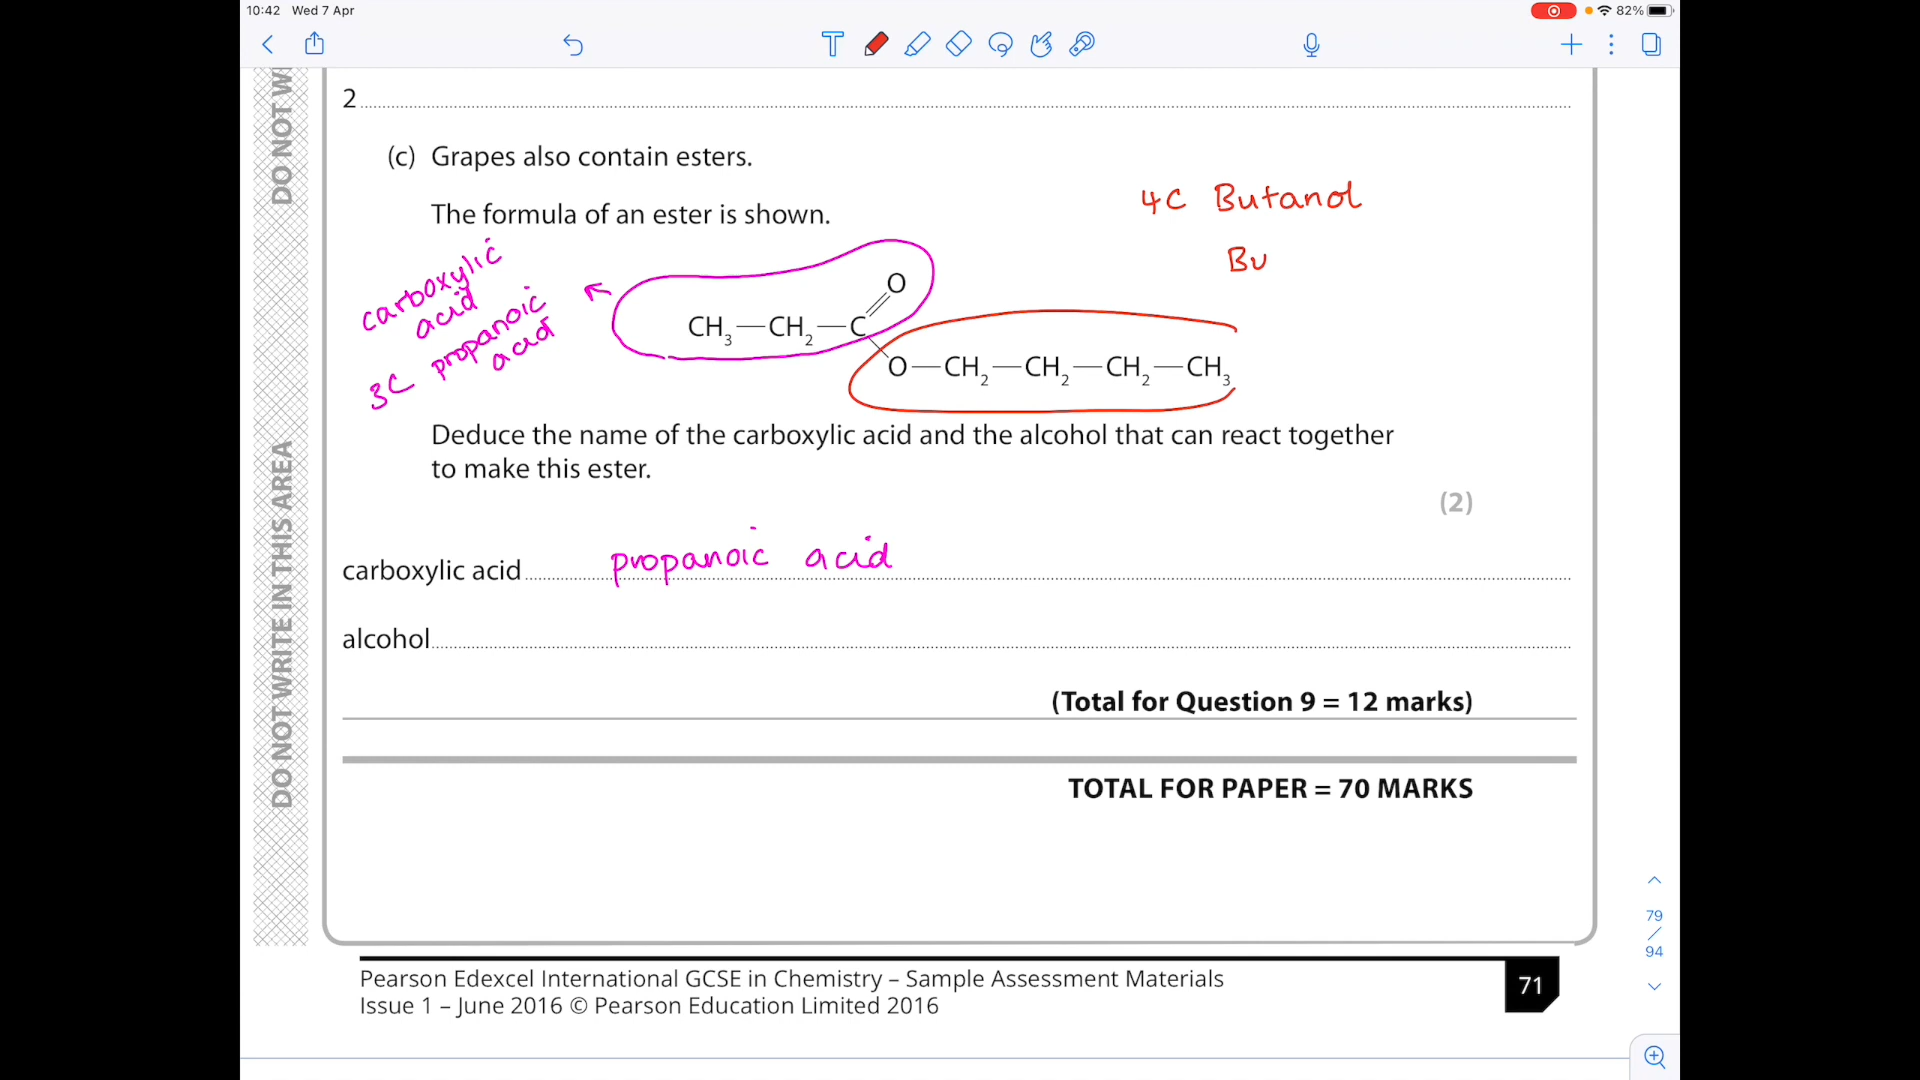 10:42 Wed 7 Apr
82%
T
DO NOT W
2
(c) Grapes also contain esters.
4C Butanol
The formula of an ester is shown.
Bu
carboxylic
acid
3C propanoic
acid
O
CH3—CH2—C
O—CH2—CH2—CH2—CH3
Deduce the name of the carboxylic acid and the alcohol that can react together
to make this ester.
(2)
DO NOT WRITE IN THIS AREA
carboxylic acid propanoic acid
alcohol
(Total for Question 9 = 12 marks)
TOTAL FOR PAPER = 70 MARKS
79
/
94
Pearson Edexcel International GCSE in Chemistry – Sample Assessment Materials
Issue 1 – June 2016 © Pearson Education Limited 2016
71